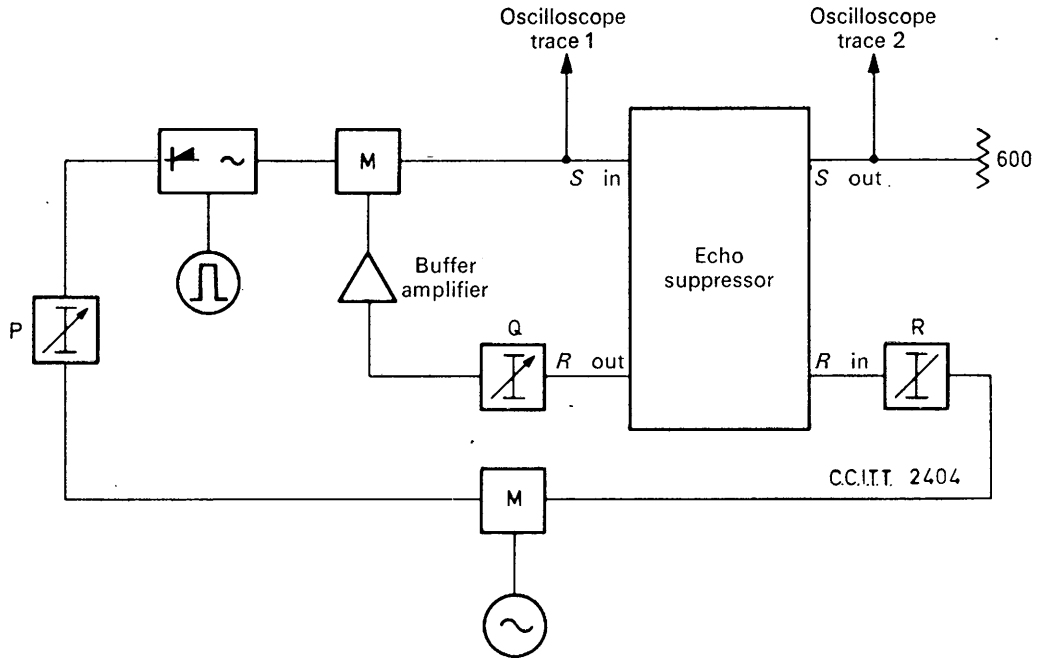 Oscilloscope
trace 1
Oscilloscope
trace 2
M
S in
S out
600
Buffer
amplifier
Echo
suppressor
P
Q
R
R out
R in
M
C.C.I.T.T. 2404